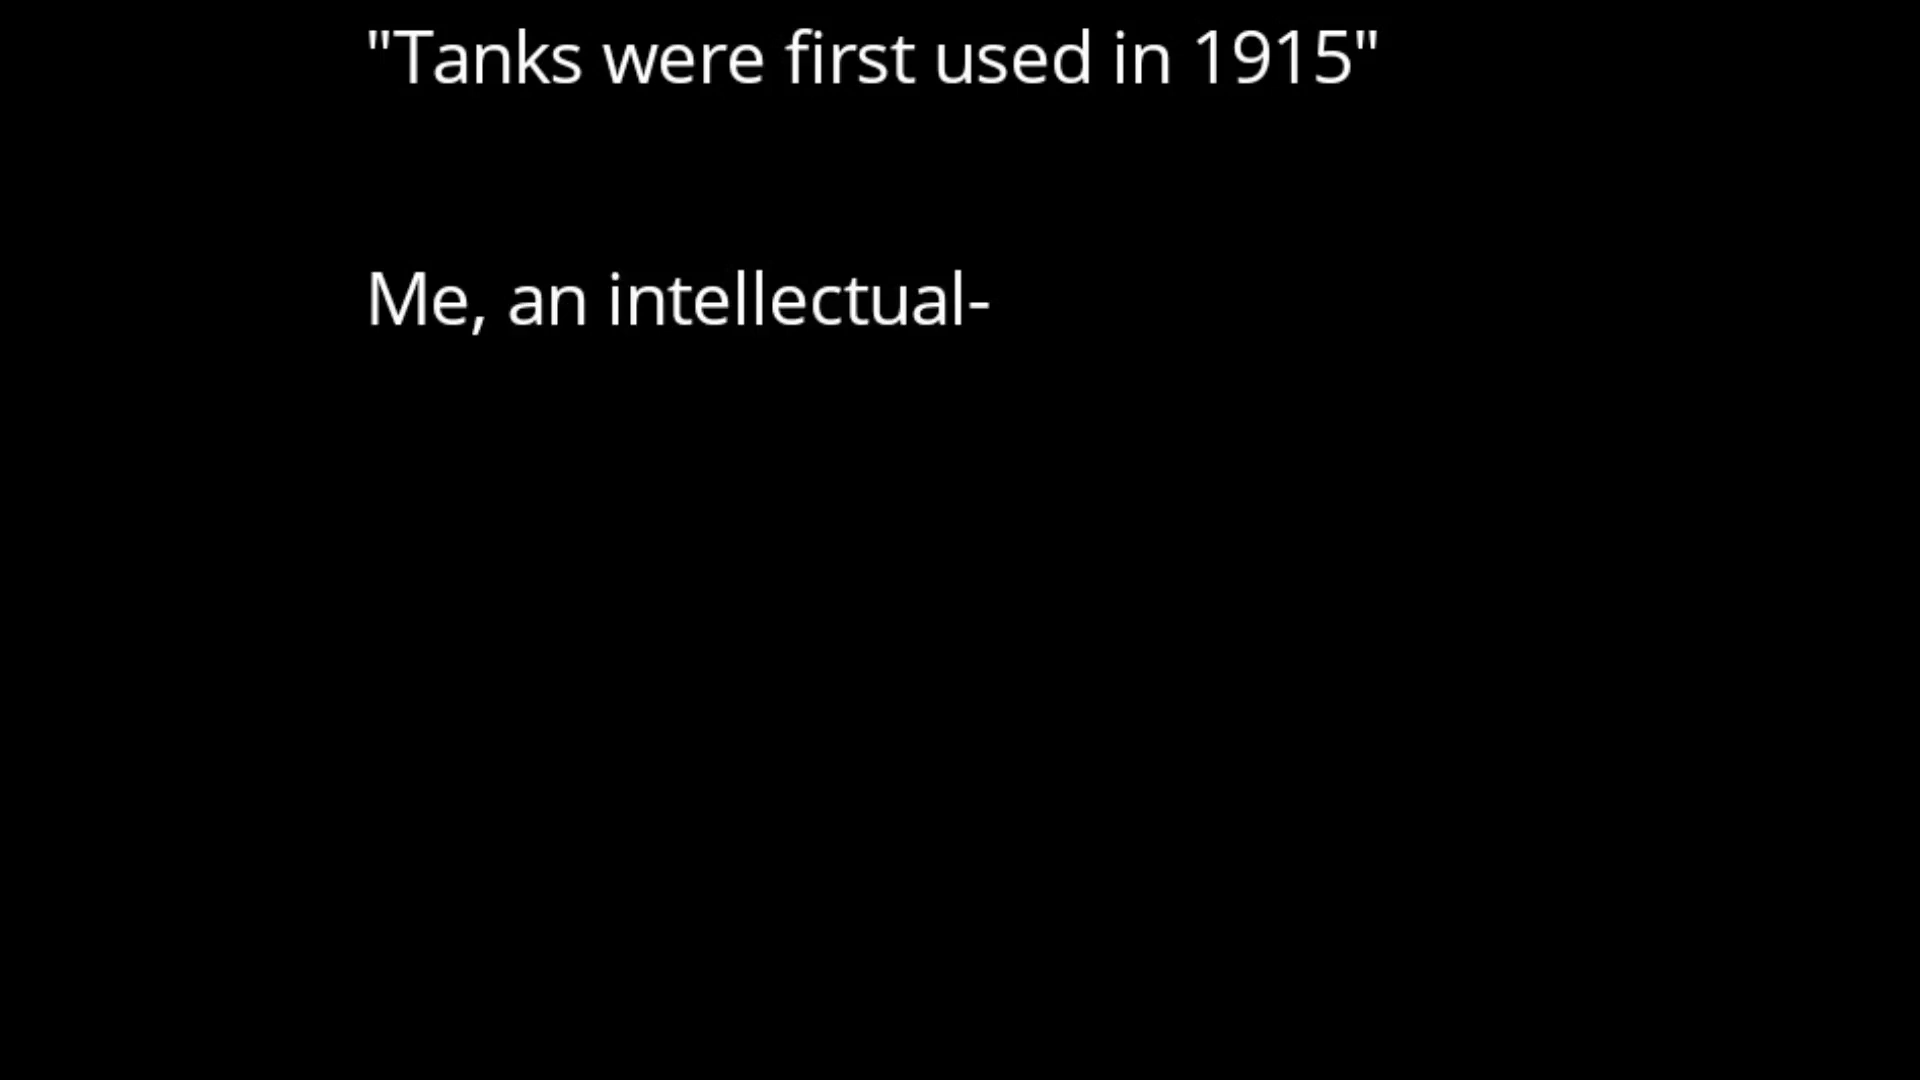 "Tanks were first used in 1915"
Me, an intellectual-